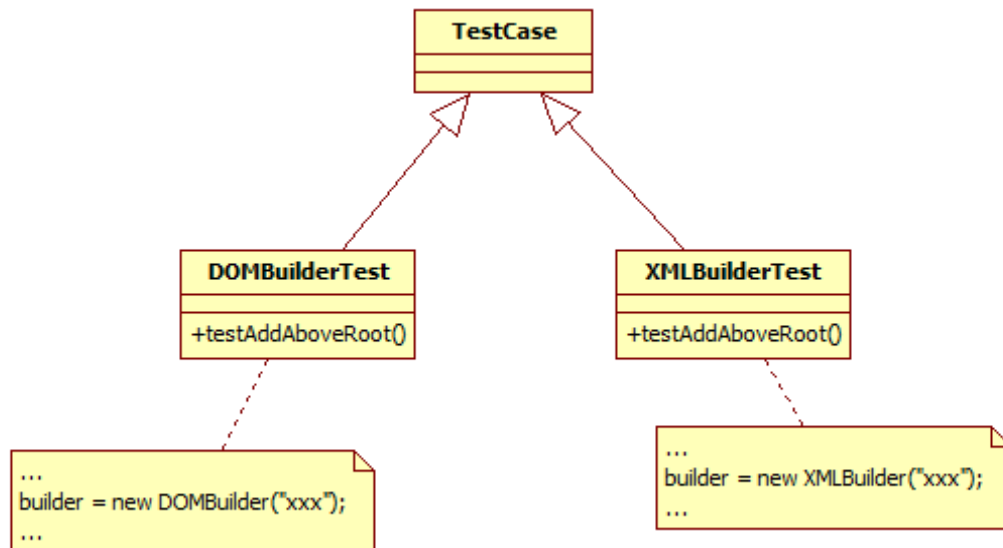 TestCase
DOMBuilderTest
+testAddAboveRoot()
XMLBuilderTest
+testAddAboveRoot()
...
builder = new DOMBuilder("xxx");
...
...
builder = new XMLBuilder("xxx");
...